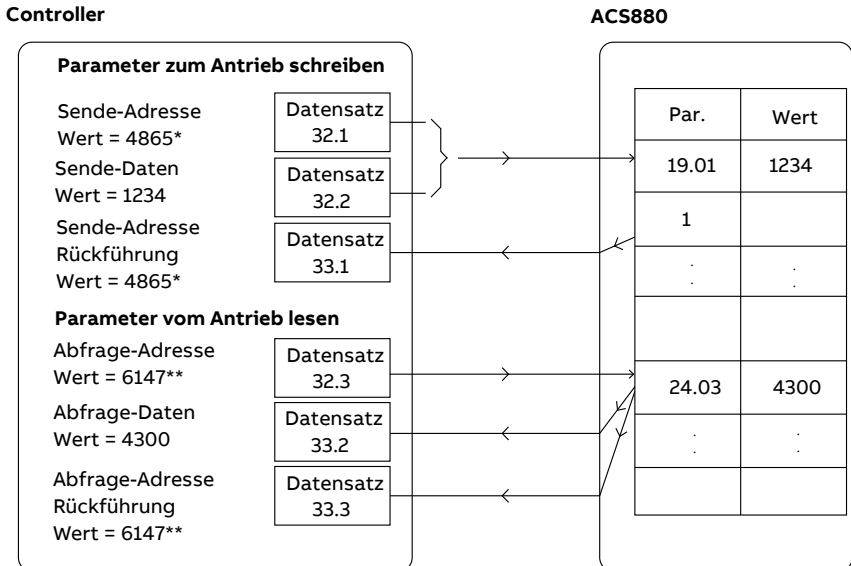 Controller
ACS880
Parameter zum Antrieb schreiben
Sende-Adresse
Wert = 4865*
Datensatz
32.1
Sende-Daten
Wert = 1234
Datensatz
32.2
Sende-Adresse
Rückführung
Wert = 4865*
Datensatz
33.1
Parameter vom Antrieb lesen
Abfrage-Adresse
Wert = 6147**
Datensatz
32.3
Abfrage-Daten
Wert = 4300
Datensatz
33.2
Abfrage-Adresse
Rückführung
Wert = 6147**
Datensatz
33.3
Par. Wert
19.01 1234
1
24.03 4300